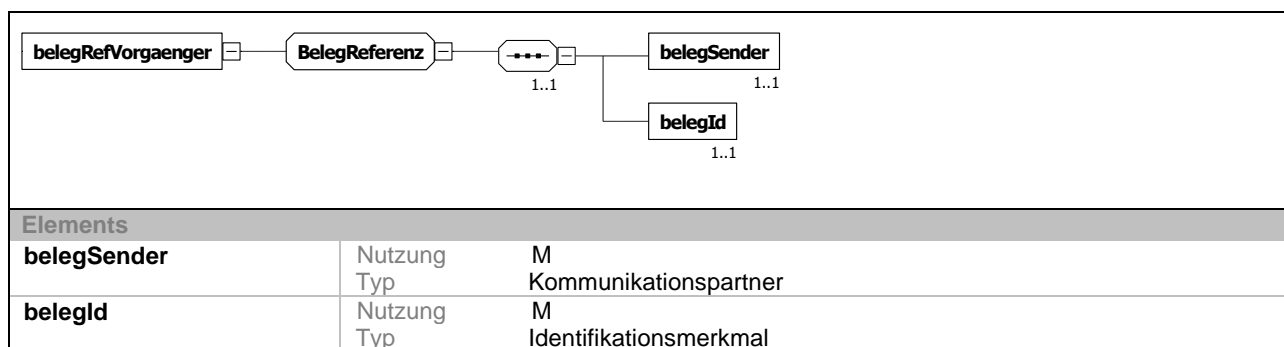 belegRefVorgaenger BelegReferenz belegSender
1..1 1..1
belegId
1..1
Elements
belegSender Nutzung M
Typ Kommunikationspartner
belegId Nutzung M
Typ Identifikationsmerkmal